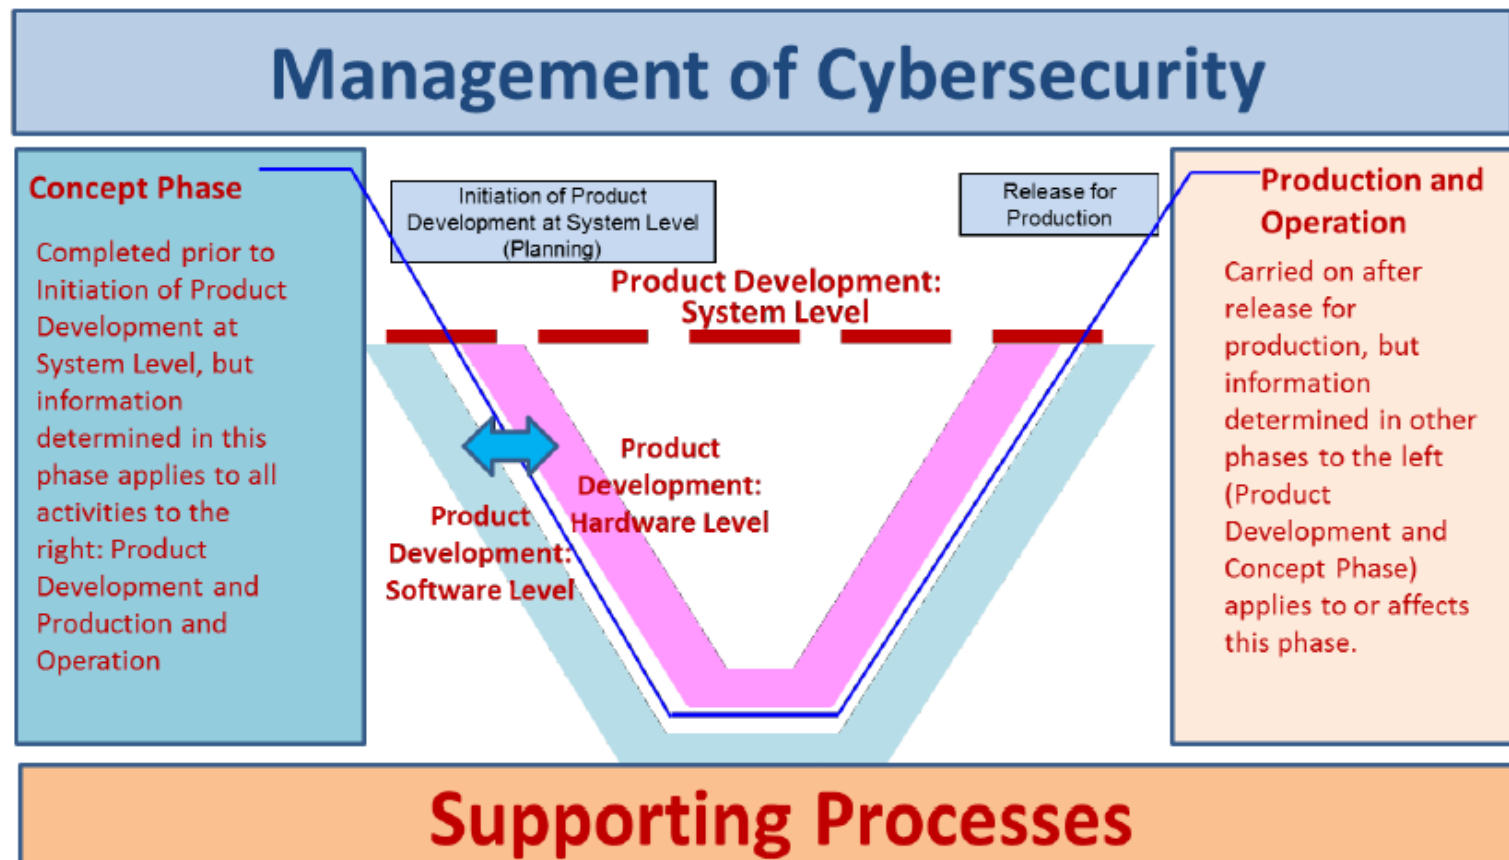 Management of Cybersecurity
Concept Phase
Completed prior to
Initiation of Product
Development at
System Level, but
information
determined in this
phase applies to all
activities to the
right: Product
Development and
Production and
Operation
Initiation of Product
Development at System Level
(Planning)
Release for
Production
Product Development:
System Level
Product
Development:
Hardware Level
Product
Development:
Software Level
Production and
Operation
Carried on after
release for
production, but
information
determined in other
phases to the left
(Product
Development and
Concept Phase)
applies to or affects
this phase.
Supporting Processes